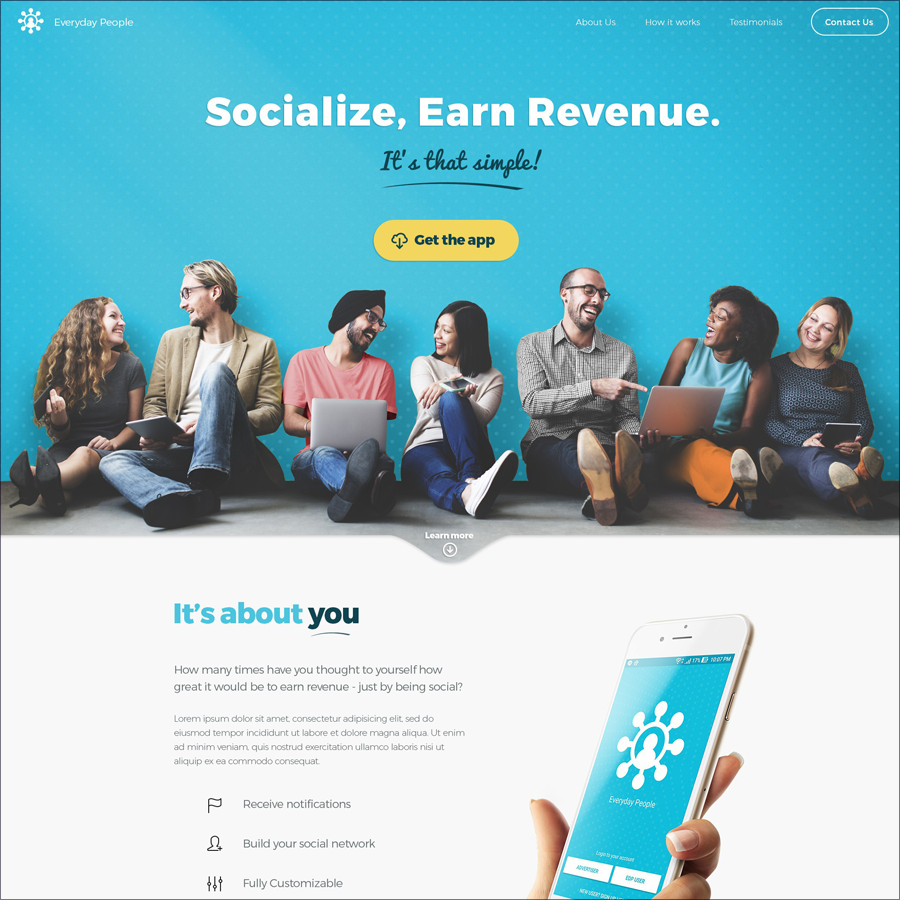 Everyday People
About Us
How it works
Testimonials
Contact Us
Socialize, Earn Revenue.
It's that simple!
Get the app
Learn more
It's about you
How many times have you thought to yourself how
great it would be to earn revenue - just by being social?
Lorem ipsum dolor sit amet, consectetur adipisicing elit, sed do
eiusmod tempor incididunt ut labore et dolore magna aliqua. Ut enim
ad minim veniam, quis nostrud exercitation ullamco laboris nisi ut
aliquip ex ea commodo consequat.
Receive notifications
Build your social network
Fully Customizable
17% 10:07 PM
Everyday People
Login to your account
ADVERTISER
EDP USER